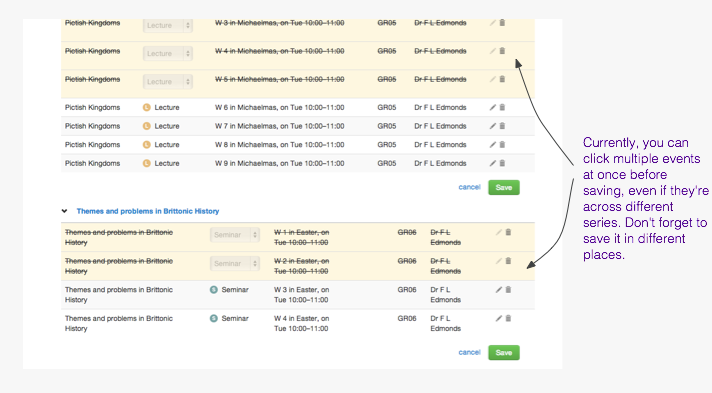 Pictish Kingdoms Lecture W 3 in Michaelmas, on Tue 10:00–11:00 GR05 Dr F L Edmonds
Pictish Kingdoms Lecture W 4 in Michaelmas, on Tue 10:00–11:00 GR05 Dr F L Edmonds
Pictish Kingdoms Lecture W 5 in Michaelmas, on Tue 10:00–11:00 GR05 Dr F L Edmonds
Pictish Kingdoms L Lecture W 6 in Michaelmas, on Tue 10:00–11:00 GR05 Dr F L Edmonds
Pictish Kingdoms L Lecture W 7 in Michaelmas, on Tue 10:00–11:00 GR05 Dr F L Edmonds
Pictish Kingdoms L Lecture W 8 in Michaelmas, on Tue 10:00–11:00 GR05 Dr F L Edmonds
Pictish Kingdoms L Lecture W 9 in Michaelmas, on Tue 10:00–11:00 GR05 Dr F L Edmonds
cancel Save
Themes and problems in Brittonic History
Themes and problems in Brittonic Seminar W 1 in Easter, on GR06 Dr F L
History Tue 10:00–11:00 Edmonds
Themes and problems in Brittonic Seminar W 2 in Easter, on GR06 Dr F L
History Tue 10:00–11:00 Edmonds
Themes and problems in Brittonic S Seminar W 3 in Easter, on GR06 Dr F L
History Tue 10:00–11:00 Edmonds
Themes and problems in Brittonic S Seminar W 4 in Easter, on GR06 Dr F L
History Tue 10:00–11:00 Edmonds
cancel Save
Currently, you can
click multiple events
at once before
saving, even if they're
across different
series. Don't forget to
save it in different
places.